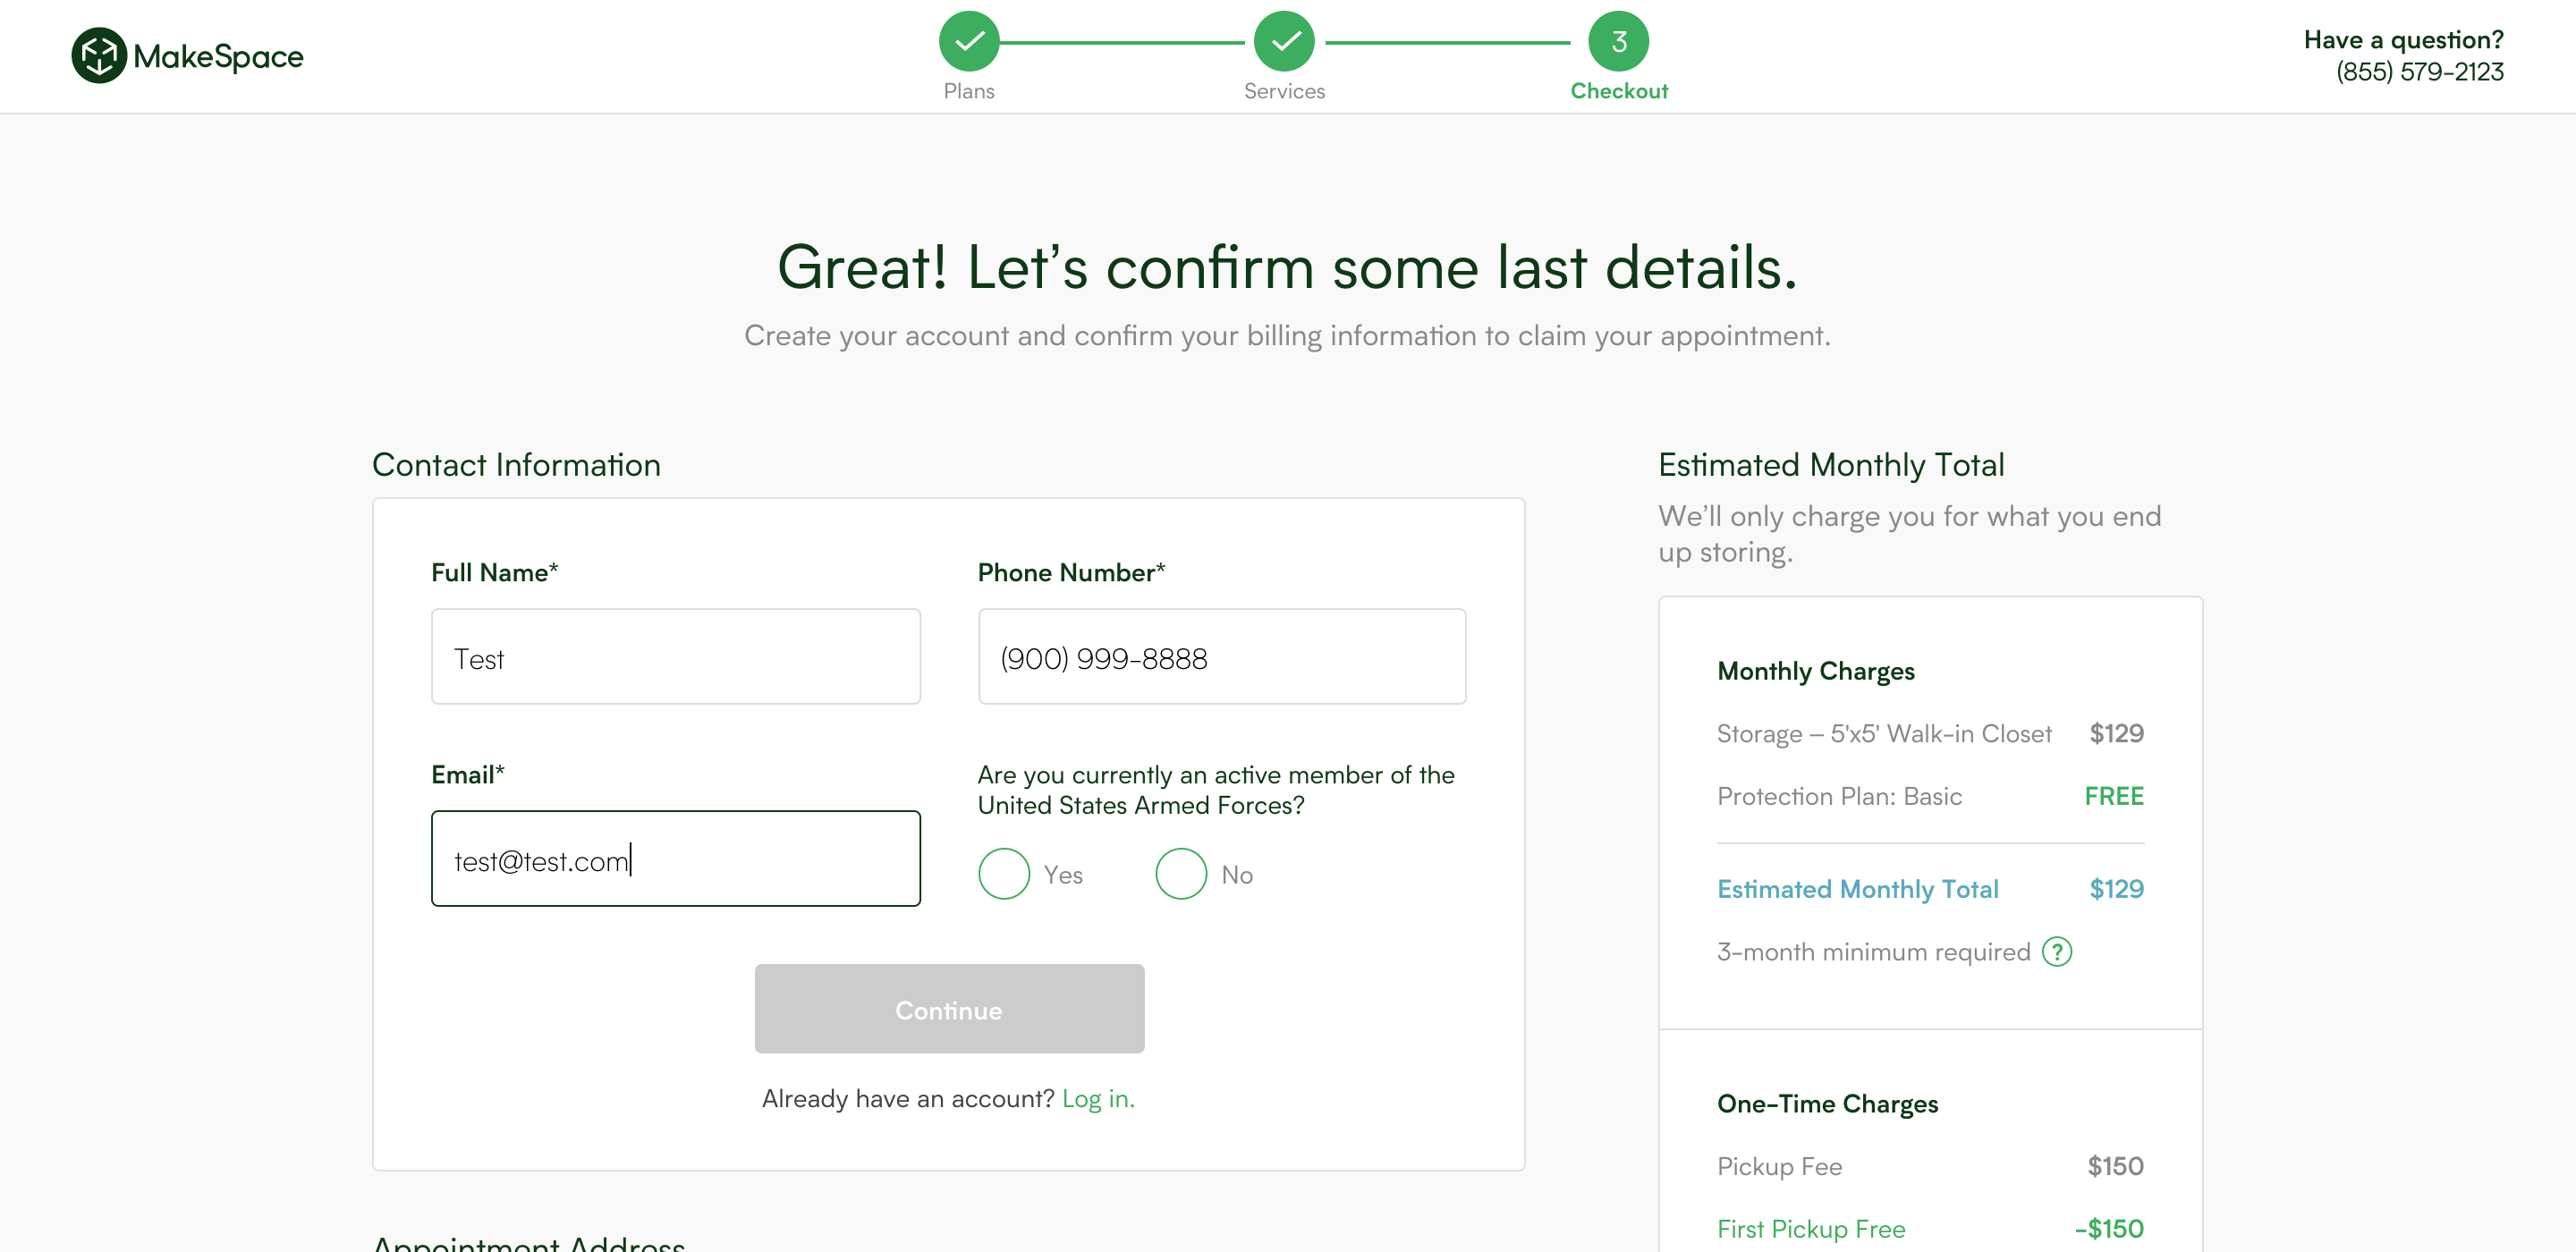 MakeSpace
Plans
Services
3
Checkout
Have a question?
(855) 579-2123
Great! Let’s confirm some last details.
Create your account and confirm your billing information to claim your appointment.
Contact Information
Full Name*
Test
Phone Number*
(900) 999-8888
Email*
test@test.com
Are you currently an active member of the
United States Armed Forces?
Yes
No
Continue
Already have an account? Log in.
Appointment Address
Estimated Monthly Total
We’ll only charge you for what you end
up storing.
Monthly Charges
Storage – 5'x5' Walk-in Closet $129
Protection Plan: Basic FREE
Estimated Monthly Total $129
3-month minimum required ?
One-Time Charges
Pickup Fee $150
First Pickup Free -$150